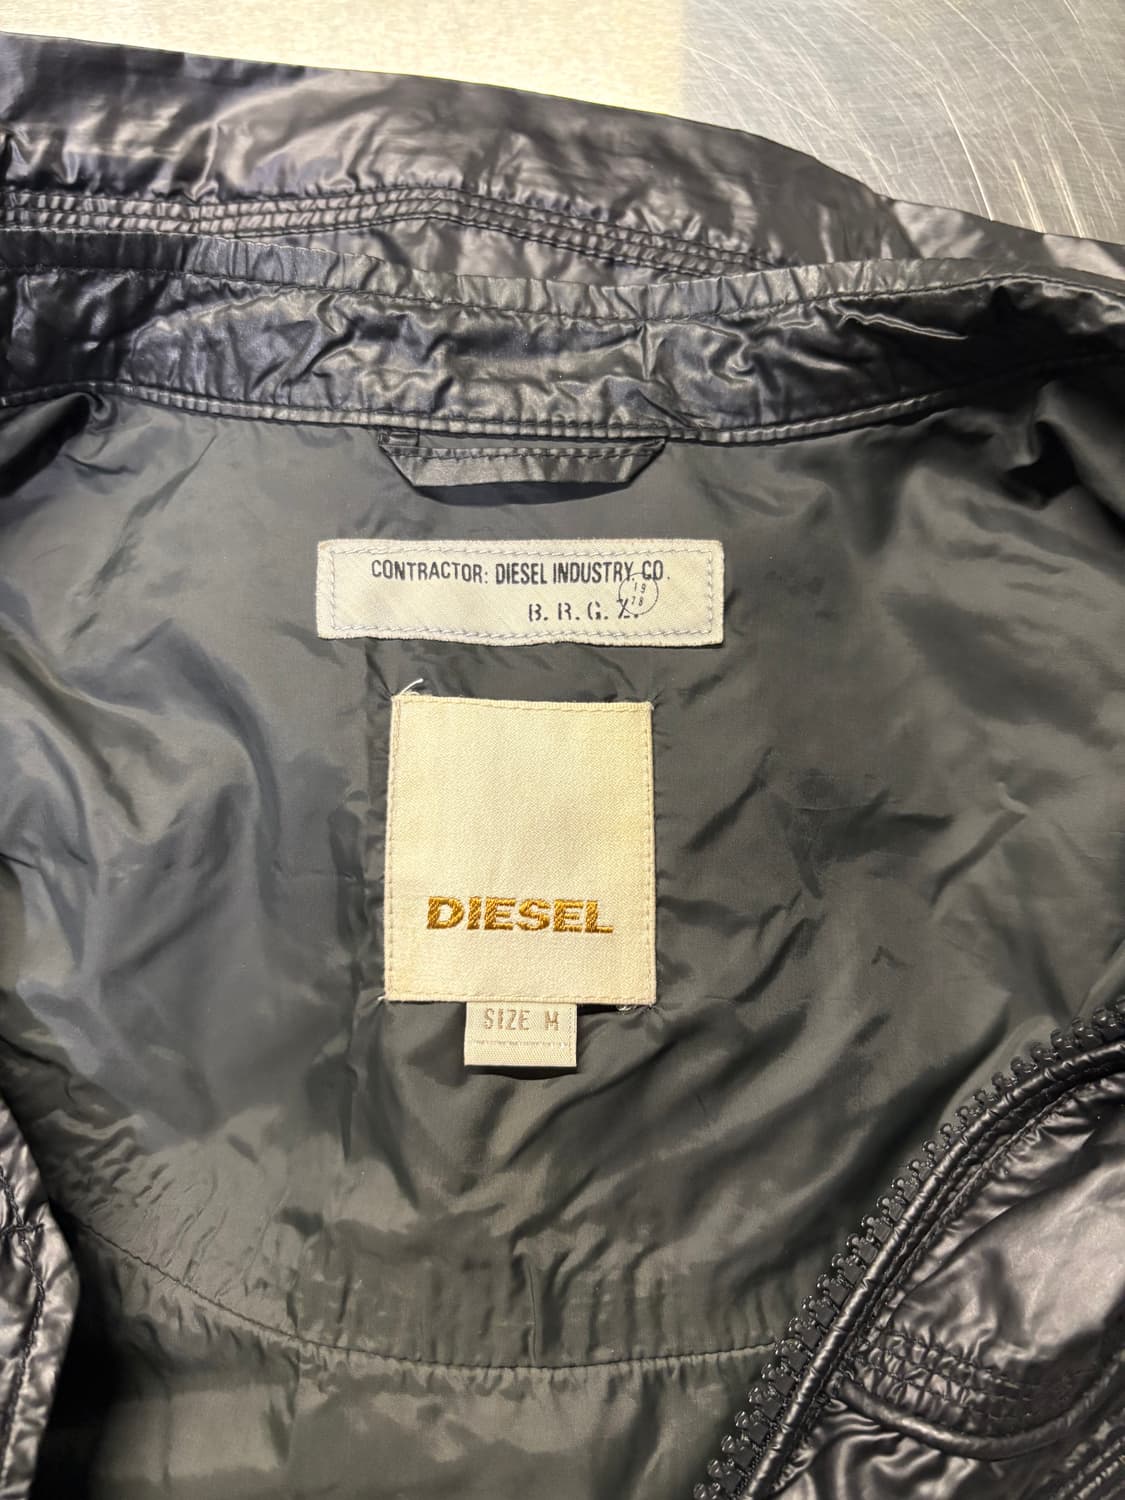 CONTRACTOR: DIESEL INDUSTRY CO.
B. R. G. Z.
19
78
DIESEL
SIZE M